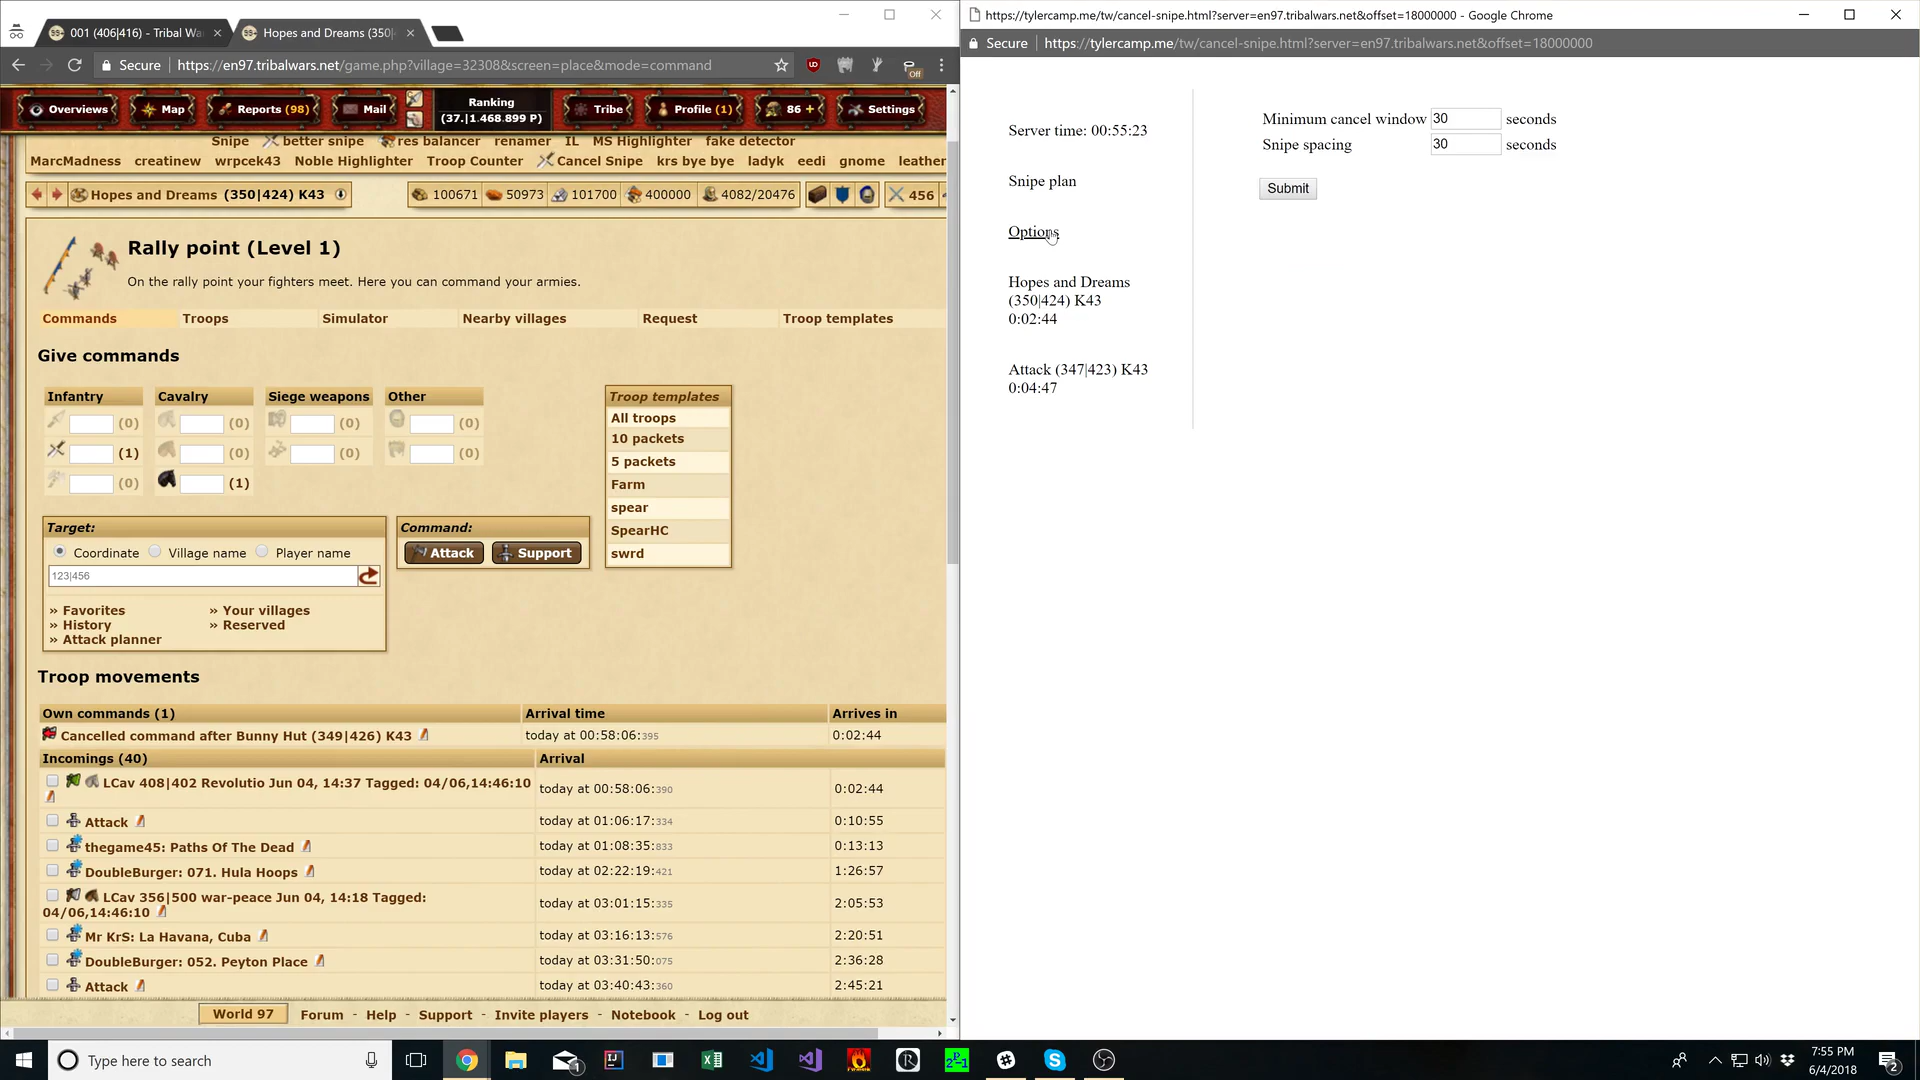 001 (406|416) - Tribal Wa
Hopes and Dreams (350|
Secure
https://en97.tribalwars.net/game.php?village=32308&screen=place&mode=command
Off
Overviews
Map
Reports (98)
Mail
Ranking
(37.|1.468.899 P)
Tribe
Profile (1)
86 +
Settings
Snipe
better snipe
res balancer
renamer
IL
MS Highlighter
fake detector
MarcMadness
creatinew
wrpcek43
Noble Highlighter
Troop Counter
Cancel Snipe
krs bye bye
ladyk
eedi
gnome
leather
Hopes and Dreams (350|424) K43
100671
50973
101700
400000
4082/20476
456
Rally point (Level 1)
On the rally point your fighters meet. Here you can command your armies.
Commands
Troops
Simulator
Nearby villages
Request
Troop templates
Give commands
Infantry
Cavalry
Siege weapons
Other
(0)
(0)
(0)
(0)
(1)
(0)
(0)
(0)
(0)
(1)
Troop templates
All troops
10 packets
5 packets
Farm
spear
SpearHC
swrd
Target:
Coordinate
Village name
Player name
123|456
» Favorites
» Your villages
» History
» Reserved
» Attack planner
Command:
Attack
Support
Troop movements
Own commands (1)
Arrival time
Arrives in
Cancelled command after Bunny Hut (349|426) K43
today at 00:58:06:395
0:02:44
Incomings (40)
Arrival
LCav 408|402 Revolutio Jun 04, 14:37 Tagged: 04/06,14:46:10
today at 00:58:06:390
0:02:44
Attack
today at 01:06:17:334
0:10:55
thegame45: Paths Of The Dead
today at 01:08:35:833
0:13:13
DoubleBurger: 071. Hula Hoops
today at 02:22:19:421
1:26:57
LCav 356|500 war-peace Jun 04, 14:18 Tagged:
04/06,14:46:10
today at 03:01:15:335
2:05:53
Mr KrS: La Havana, Cuba
today at 03:16:13:576
2:20:51
DoubleBurger: 052. Peyton Place
today at 03:31:50:075
2:36:28
Attack
today at 03:40:43:360
2:45:21
World 97
Forum - Help - Support - Invite players - Notebook - Log out
https://tylercamp.me/tw/cancel-snipe.html?server=en97.tribalwars.net&offset=18000000 - Google Chrome
Secure
https://tylercamp.me/tw/cancel-snipe.html?server=en97.tribalwars.net&offset=18000000
Server time: 00:55:23
Snipe plan
Options
Hopes and Dreams
(350|424) K43
0:02:44
Attack (347|423) K43
0:04:47
Minimum cancel window 30 seconds
Snipe spacing 30 seconds
Submit
Type here to search
1
7:55 PM
6/4/2018
2